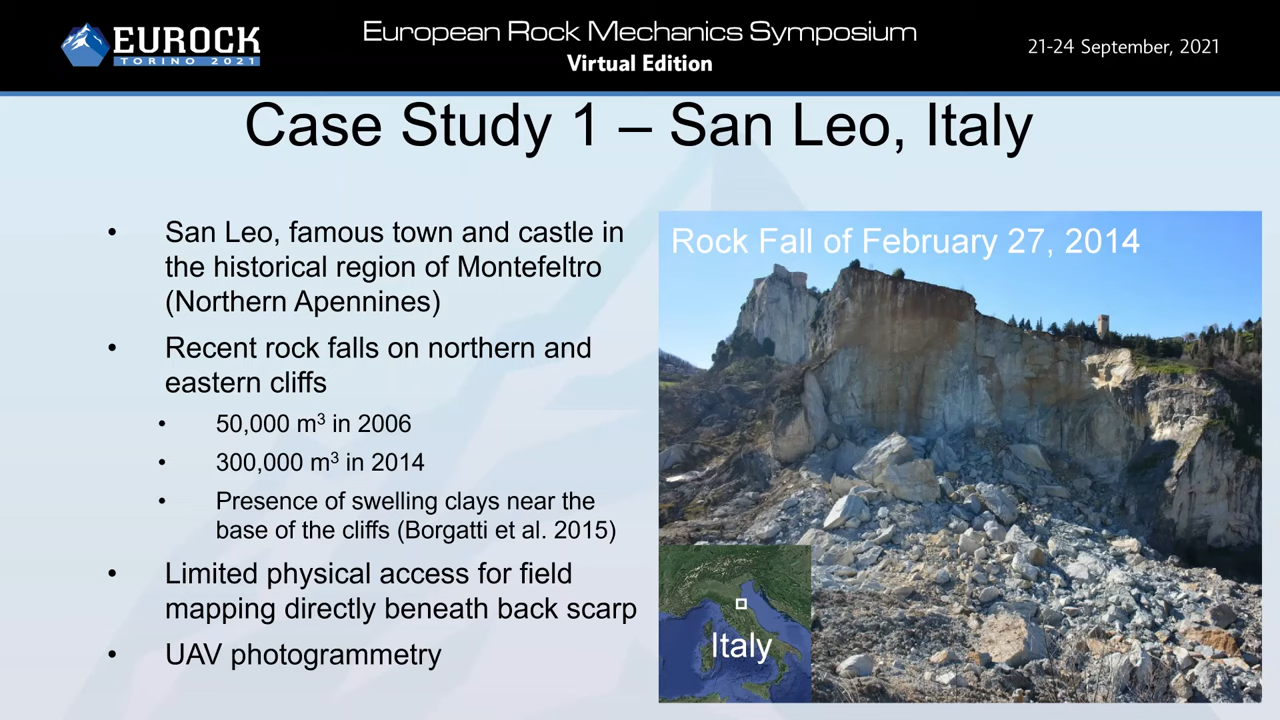 EUROCK
TORINO 2021
European Rock Mechanics Symposium
Virtual Edition
21-24 September, 2021
Case Study 1 – San Leo, Italy
• San Leo, famous town and castle in
the historical region of Montefeltro
(Northern Apennines)
• Recent rock falls on northern and
eastern cliffs
• 50,000 m³ in 2006
• 300,000 m³ in 2014
• Presence of swelling clays near the
base of the cliffs (Borgatti et al. 2015)
• Limited physical access for field
mapping directly beneath back scarp
• UAV photogrammetry
Rock Fall of February 27, 2014
Italy